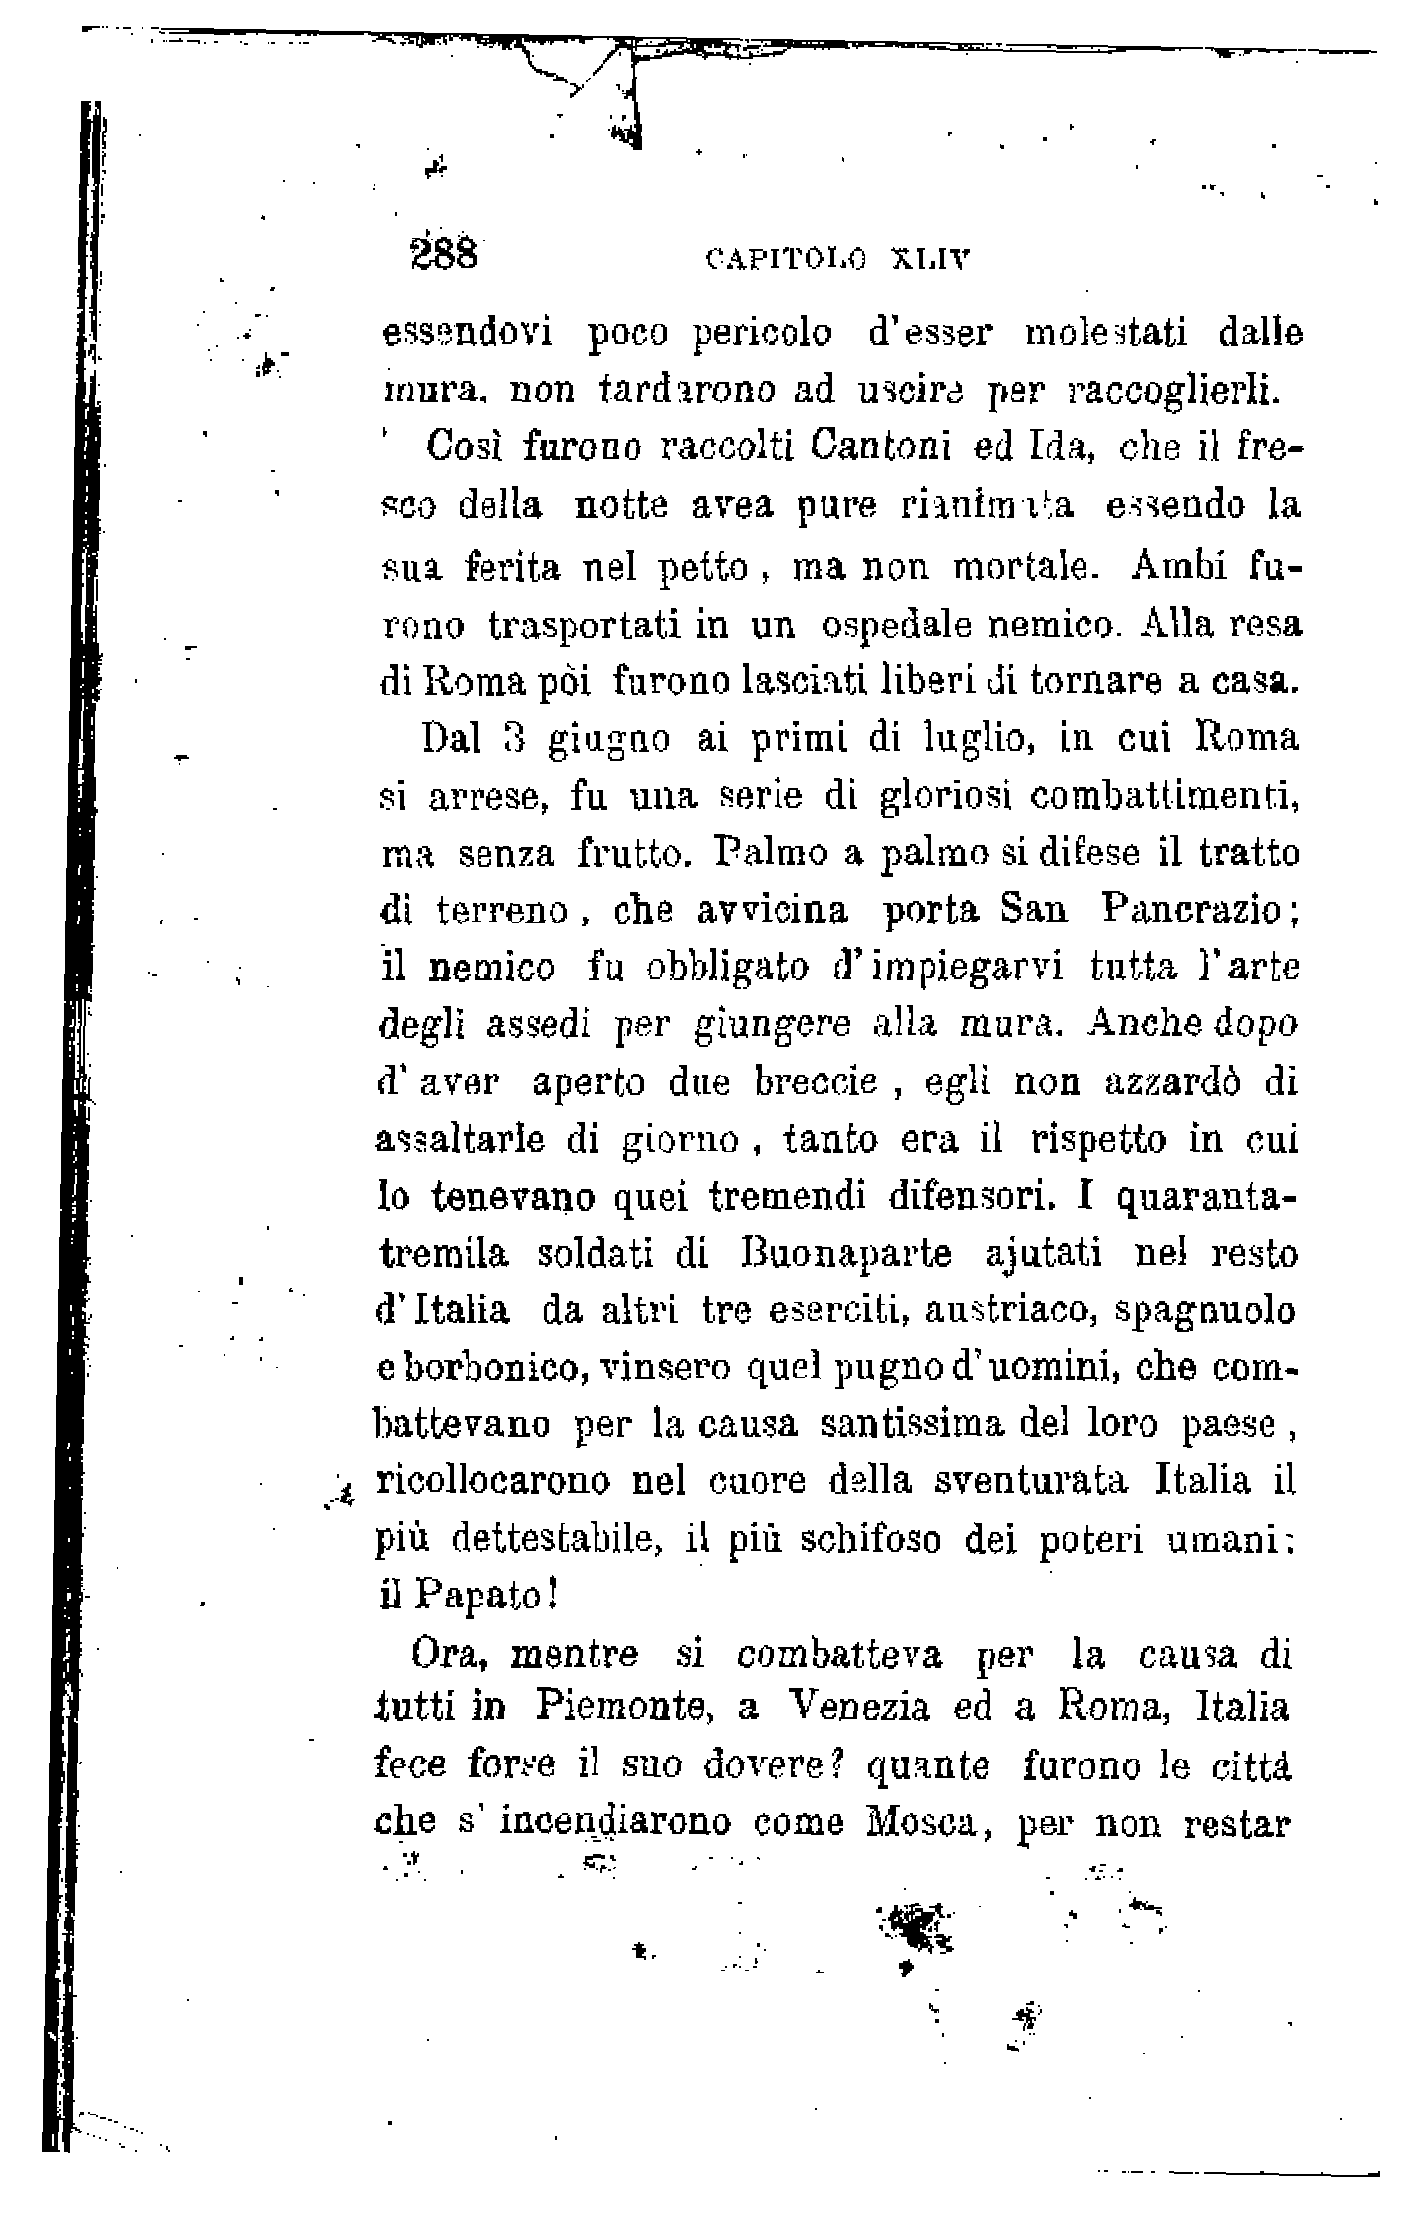 288 CAPITOLO XLIV
essendovi poco pericolo d'esser molestati dalle
mura, non tardarono ad uscire per raccoglierli.
Così furono raccolti Cantoni ed Ida, che il fre-
sco della notte avea pure rianimata essendo la
sua ferita nel petto, ma non mortale. Ambi fu-
rono trasportati in un ospedale nemico. Alla resa
di Roma pòi furono lasciati liberi di tornare a casa.
Dal 3 giugno ai primi di luglio, in cui Roma
si arrese, fu una serie di gloriosi combattimenti,
ma senza frutto. Palmo a palmo si difese il tratto
di terreno, che avvicina porta San Pancrazio;
il nemico fu obbligato d'impiegarvi tutta l'arte
degli assedi per giungere alla mura. Anche dopo
d'aver aperto due breccie, egli non azzardò di
assaltarle di giorno, tanto era il rispetto in cui
lo tenevano quei tremendi difensori. I quaranta-
tremila soldati di Buonaparte ajutati nel resto
d'Italia da altri tre eserciti, austriaco, spagnuolo
e borbonico, vinsero quel pugno d'uomini, che com-
battevano per la causa santissima del loro paese,
ricollocarono nel cuore della sventurata Italia il
più dettestabile, il più schifoso dei poteri umani:
il Papato!
Ora, mentre si combatteva per la causa di
tutti in Piemonte, a Venezia ed a Roma, Italia
fece forse il suo dovere? quante furono le città
che s'incendiarono come Mosca, per non restar